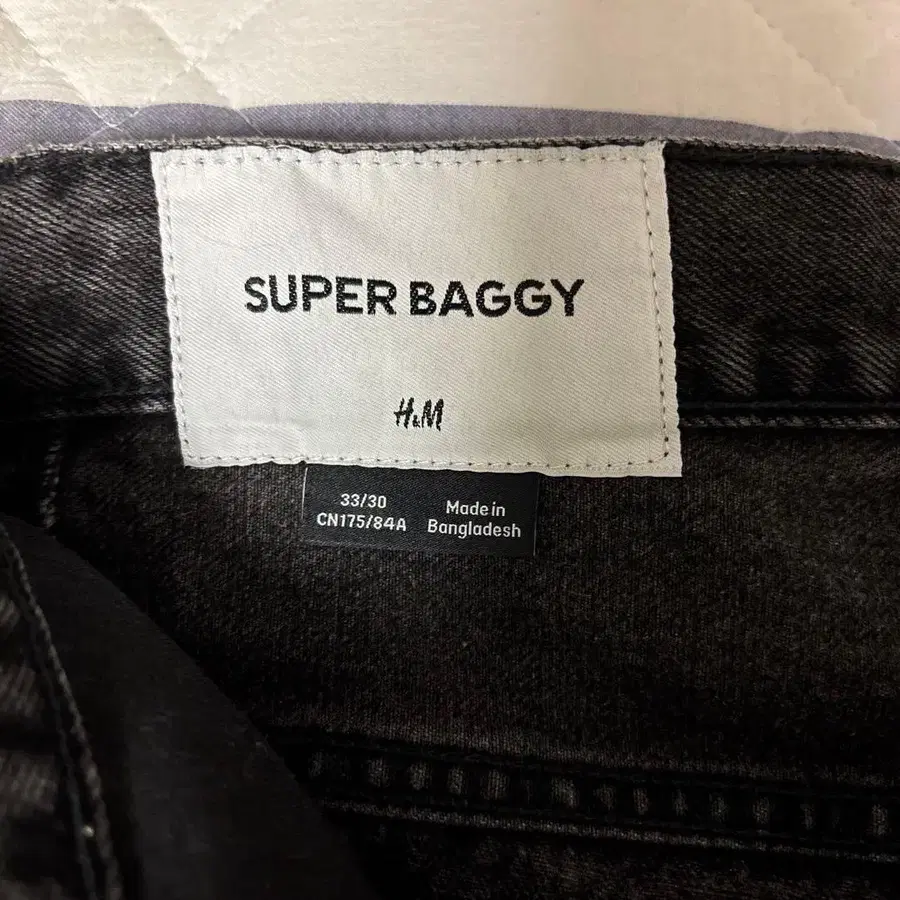 SUPER BAGGY
H&M
33/30
CN175/84A
Made in
Bangladesh